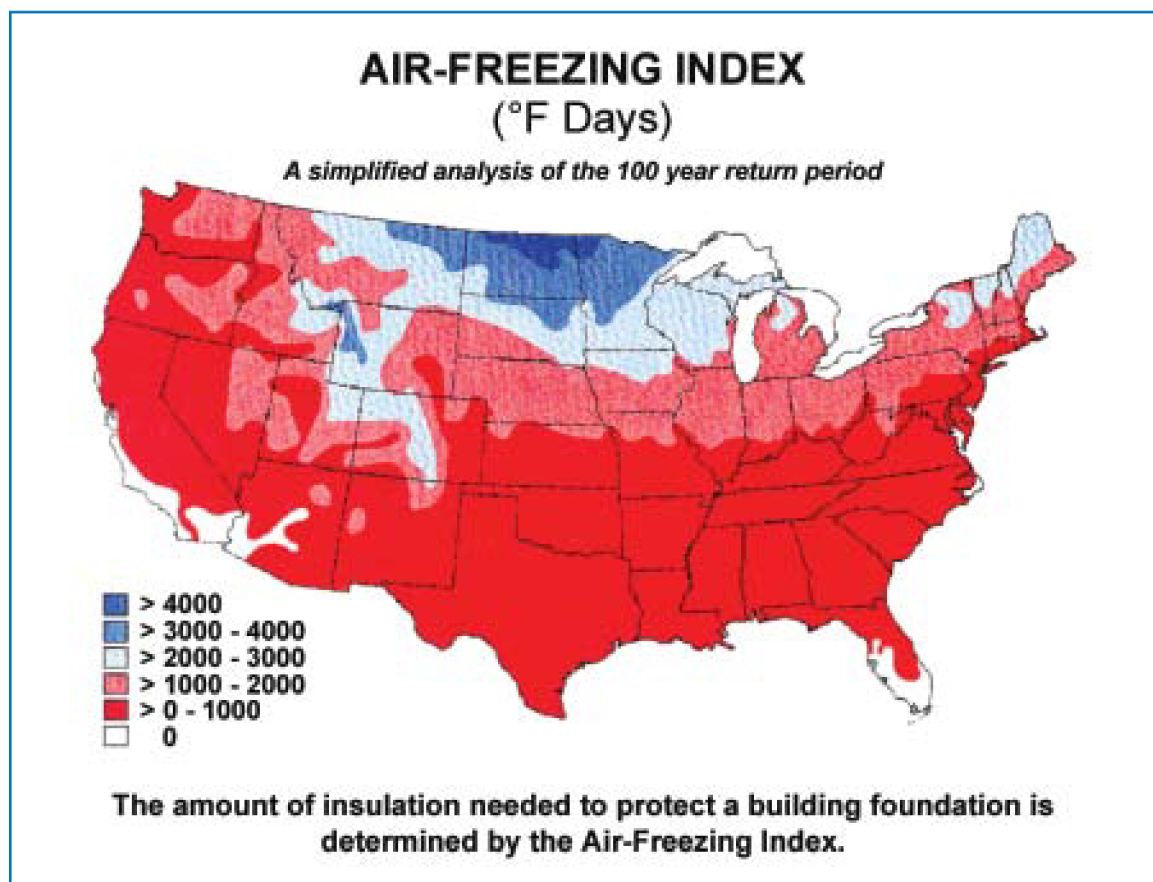 AIR-FREEZING INDEX
(°F Days)
A simplified analysis of the 100 year return period
> 4000
> 3000 - 4000
> 2000 - 3000
> 1000 - 2000
> 0 - 1000
0
The amount of insulation needed to protect a building foundation is
determined by the Air-Freezing Index.